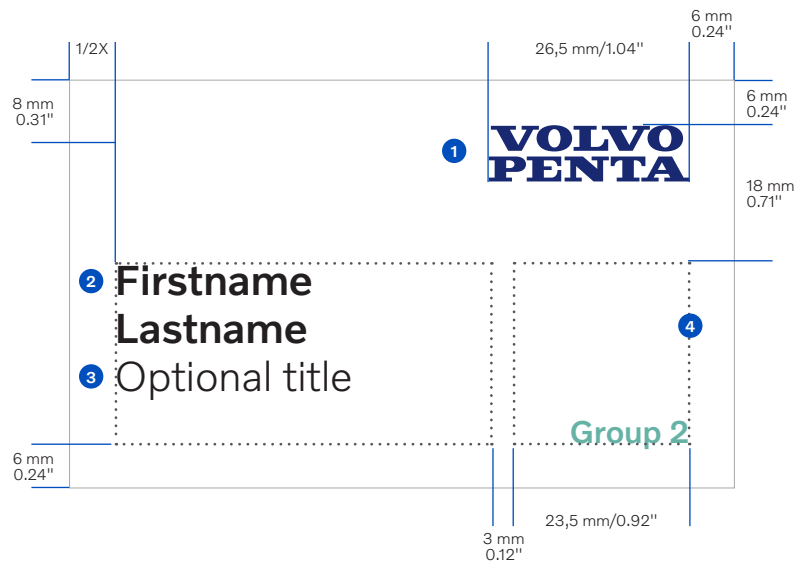 6 mm
0.24"
1/2X
26,5 mm/1.04"
8 mm
0.31"
6 mm
0.24"
1
VOLVO
PENTA
18 mm
0.71"
2
Firstname
Lastname
4
3
Optional title
Group 2
6 mm
0.24"
23,5 mm/0.92"
3 mm
0.12"